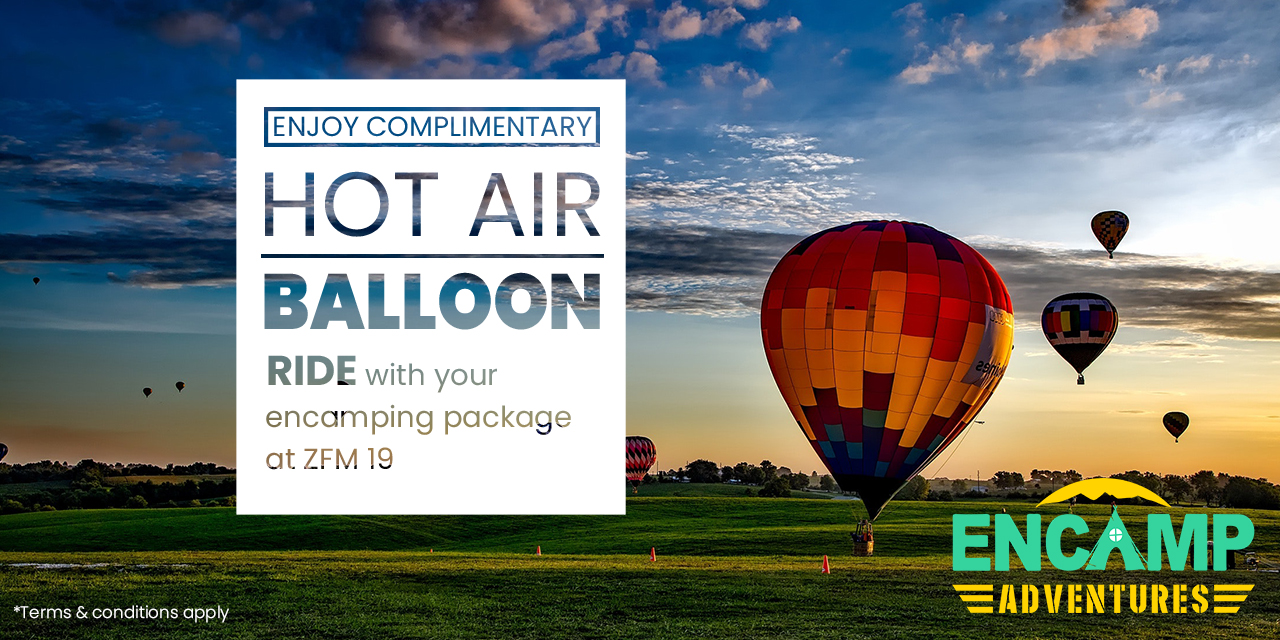 ENJOY COMPLIMENTARY
HOT AIR
BALLOON
RIDE with your
encamping package
at ZFM 19
ENCAMP
ADVENTURES
*Terms & conditions apply